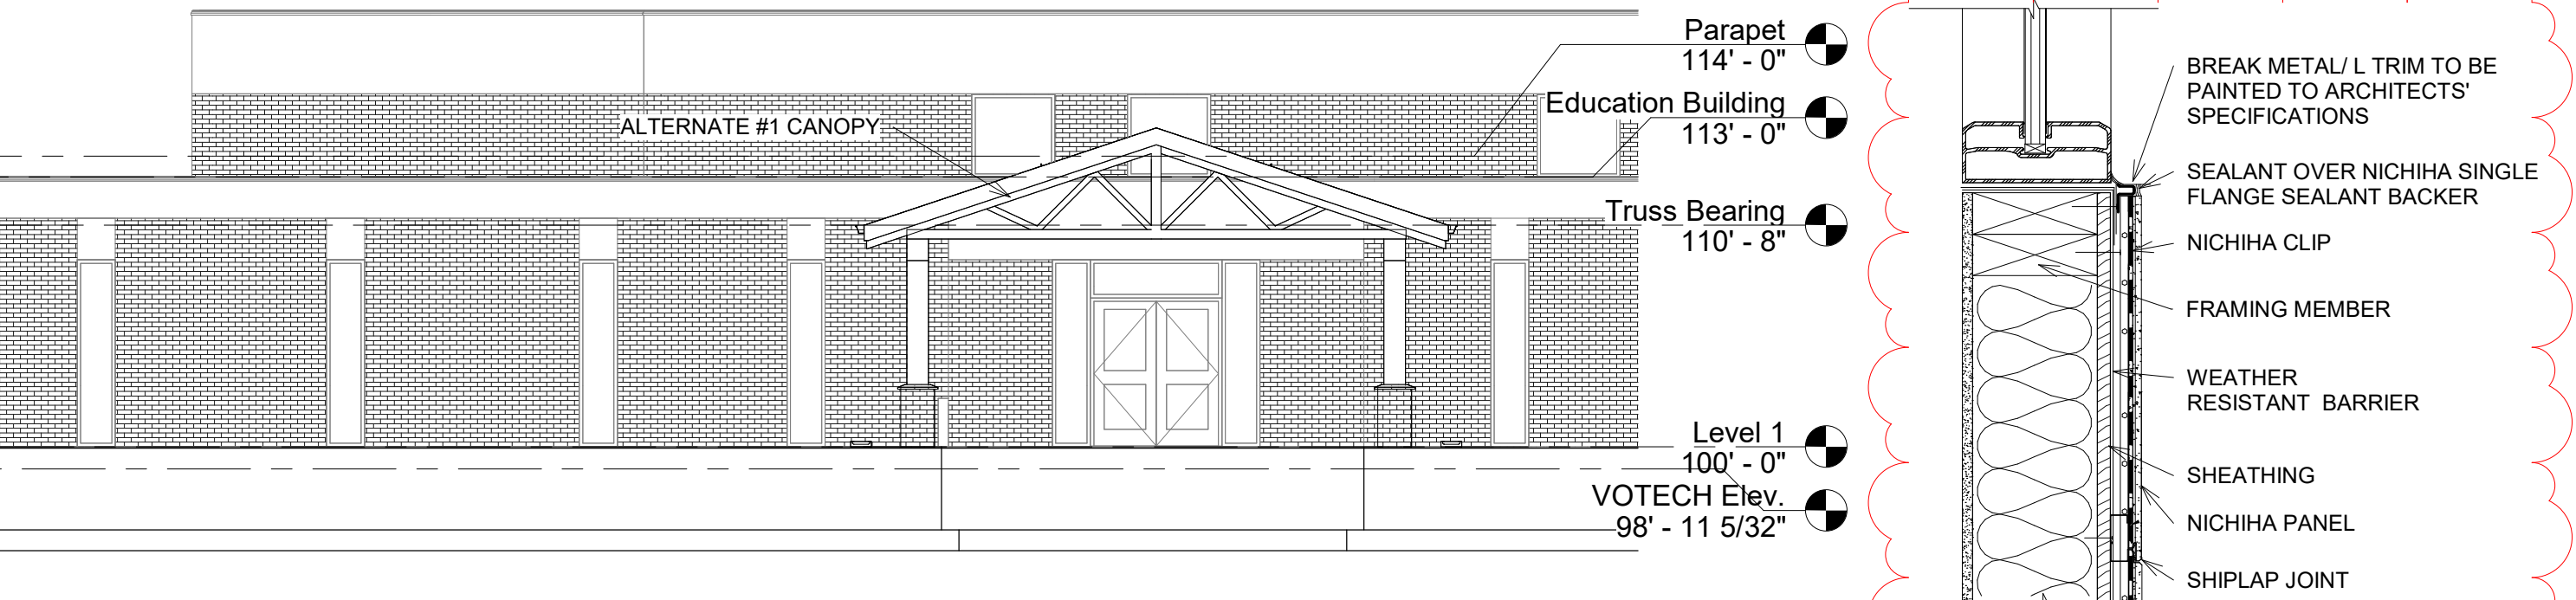 ALTERNATE #1 CANOPY
Parapet
114' - 0"
Education Building
113' - 0"
Truss Bearing
110' - 8"
Level 1
100' - 0"
VOTECH Elev.
98' - 11 5/32"
BREAK METAL/ L TRIM TO BE
PAINTED TO ARCHITECTS'
SPECIFICATIONS
SEALANT OVER NICHIHA SINGLE
FLANGE SEALANT BACKER
NICHIHA CLIP
FRAMING MEMBER
WEATHER
RESISTANT BARRIER
SHEATHING
NICHIHA PANEL
SHIPLAP JOINT